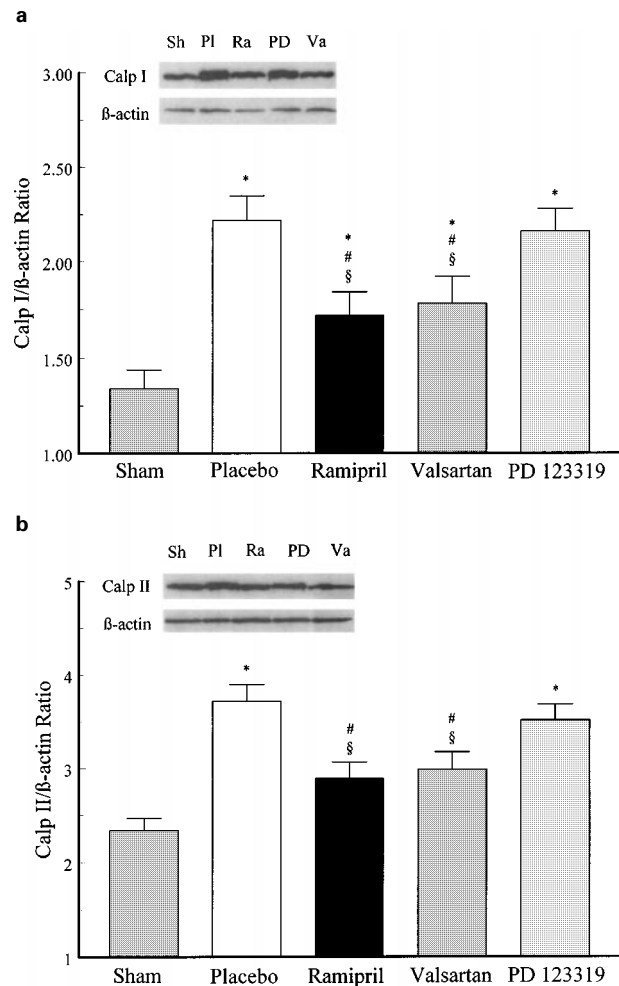 a
Sh Pl Ra PD Va
Calp I
ß-actin
3.00
2.50
2.00
1.50
1.00
Calp I/ß-actin Ratio
*
*
#
§
*
#
§
*
Sham Placebo Ramipril Valsartan PD 123319
b
Sh Pl Ra PD Va
Calp II
ß-actin
5
4
3
2
1
Calp II/ß-actin Ratio
*
#
§
#
§
*
Sham Placebo Ramipril Valsartan PD 123319